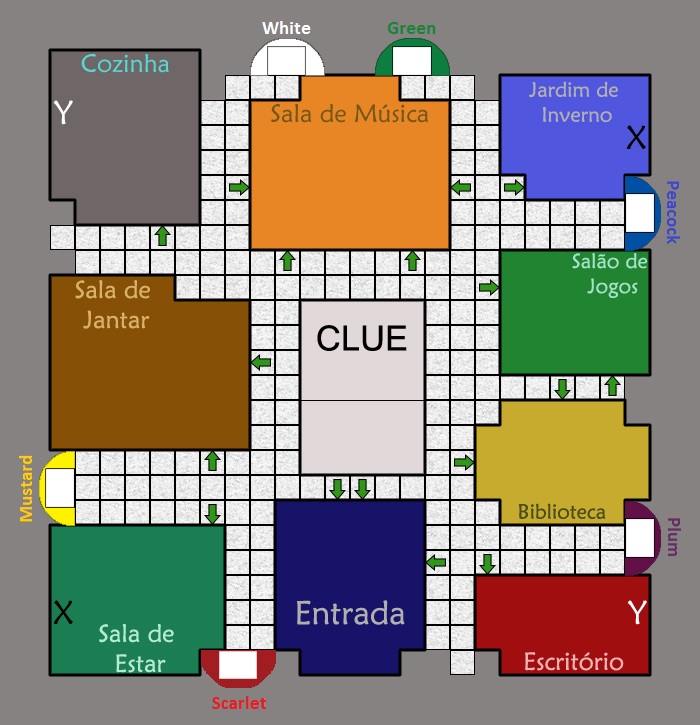 White
Green
Cozinha
Y
Sala de Música
Jardim de
Inverno
X
Peacock
Salão de
Jogos
Sala de
Jantar
CLUE
Mustard
Biblioteca
Plum
X
Sala de
Estar
Entrada
Y
Escritório
Scarlet